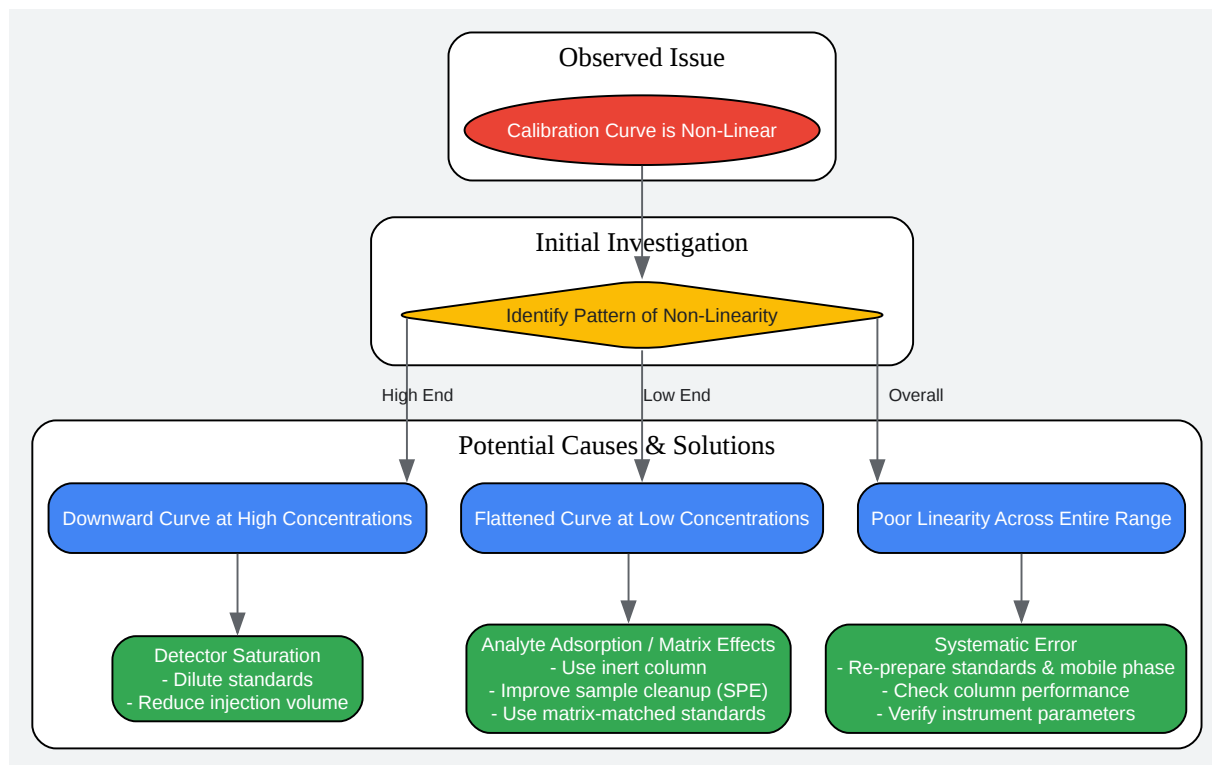 Observed Issue
Calibration Curve is Non-Linear
Initial Investigation
Identify Pattern of Non-Linearity
High End
Low End
Overall
Potential Causes & Solutions
Downward Curve at High Concentrations
Flattened Curve at Low Concentrations
Poor Linearity Across Entire Range
Detector Saturation
- Dilute standards
- Reduce injection volume
Analyte Adsorption / Matrix Effects
- Use inert column
- Improve sample cleanup (SPE)
- Use matrix-matched standards
Systematic Error
- Re-prepare standards & mobile phase
- Check column performance
- Verify instrument parameters